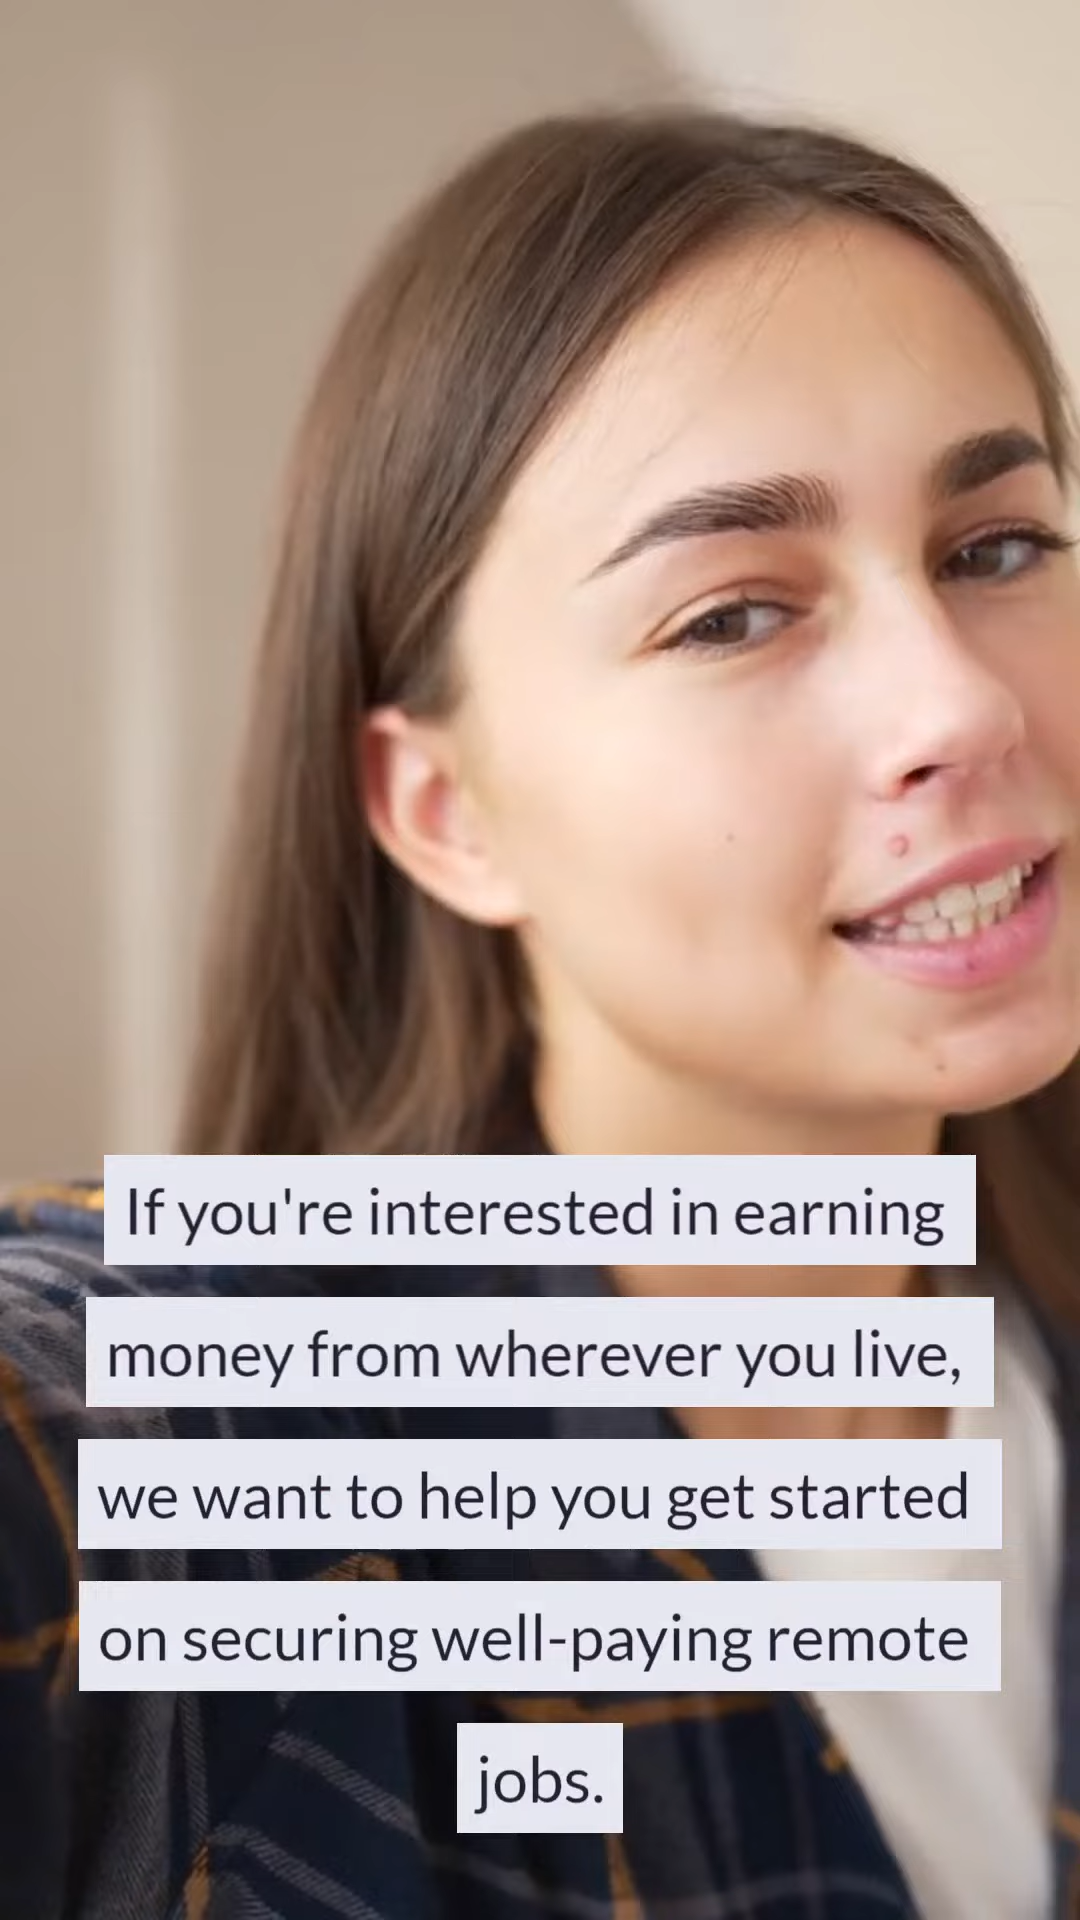 If you're interested in earning
money from wherever you live,
we want to help you get started
on securing well-paying remote
jobs.